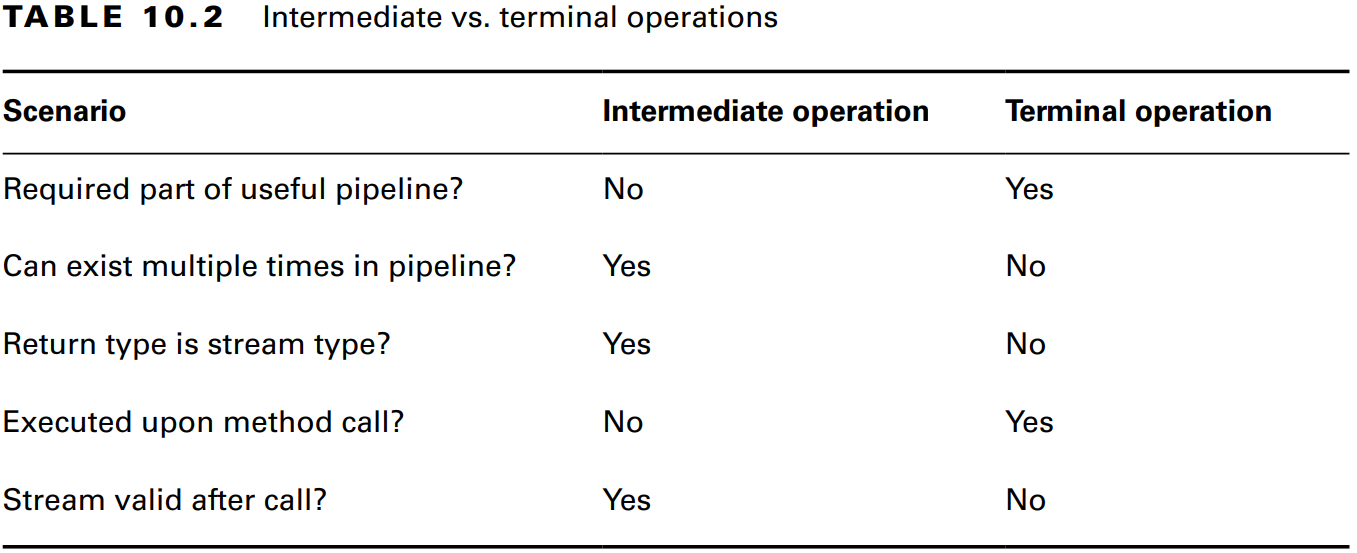 TABLE 10.2 Intermediate vs. terminal operations
Scenario Intermediate operation Terminal operation
Required part of useful pipeline? No Yes
Can exist multiple times in pipeline? Yes No
Return type is stream type? Yes No
Executed upon method call? No Yes
Stream valid after call? Yes No